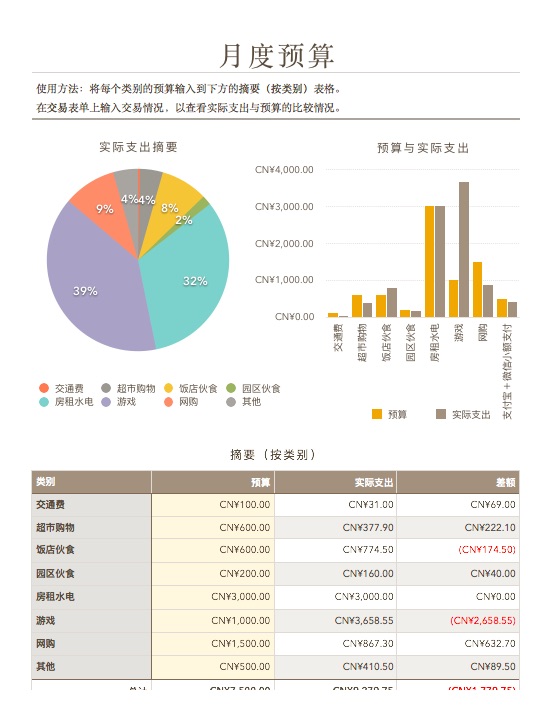 月度预算
使用方法：将每个类别的预算输入到下方的摘要（按类别）表格。
在交易表单上输入交易情况，以查看实际支出与预算的比较情况。
实际支出摘要
4% 4% 8% 2% 32% 39% 9%
交通费 超市购物 饭店伙食 园区伙食
房租水电 游戏 网购 其他
预算与实际支出
CN¥4,000.00
CN¥3,000.00
CN¥2,000.00
CN¥1,000.00
CN¥0.00
交通费 超市购物 饭店伙食 园区伙食 房租水电 游戏 网购 支付宝 + 微信小额支付
预算 实际支出
摘要（按类别）
类别 预算 实际支出 差额
交通费 CN¥100.00 CN¥31.00 CN¥69.00
超市购物 CN¥600.00 CN¥377.90 CN¥222.10
饭店伙食 CN¥600.00 CN¥774.50 (CN¥174.50)
园区伙食 CN¥200.00 CN¥160.00 CN¥40.00
房租水电 CN¥3,000.00 CN¥3,000.00 CN¥0.00
游戏 CN¥1,000.00 CN¥3,658.55 (CN¥2,658.55)
网购 CN¥1,500.00 CN¥867.30 CN¥632.70
其他 CN¥500.00 CN¥410.50 CN¥89.50